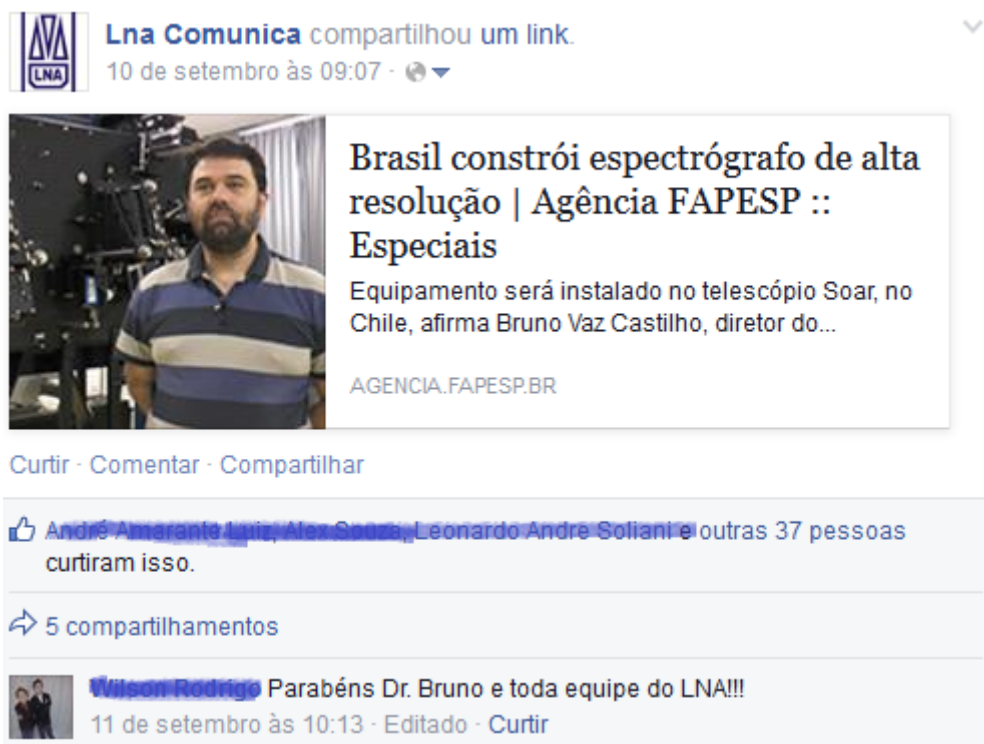 LNA
Lna Comunica compartilhou um link.
10 de setembro às 09:07 ·
Brasil constrói espectrógrafo de alta
resolução | Agência FAPESP ::
Especiais
Equipamento será instalado no telescópio Soar, no
Chile, afirma Bruno Vaz Castilho, diretor do...
AGENCIA.FAPESP.BR
Curtir · Comentar · Compartilhar
e outras 37 pessoas
curtiram isso.
5 compartilhamentos
Parabéns Dr. Bruno e toda equipe do LNA!!!
11 de setembro às 10:13 · Editado · Curtir